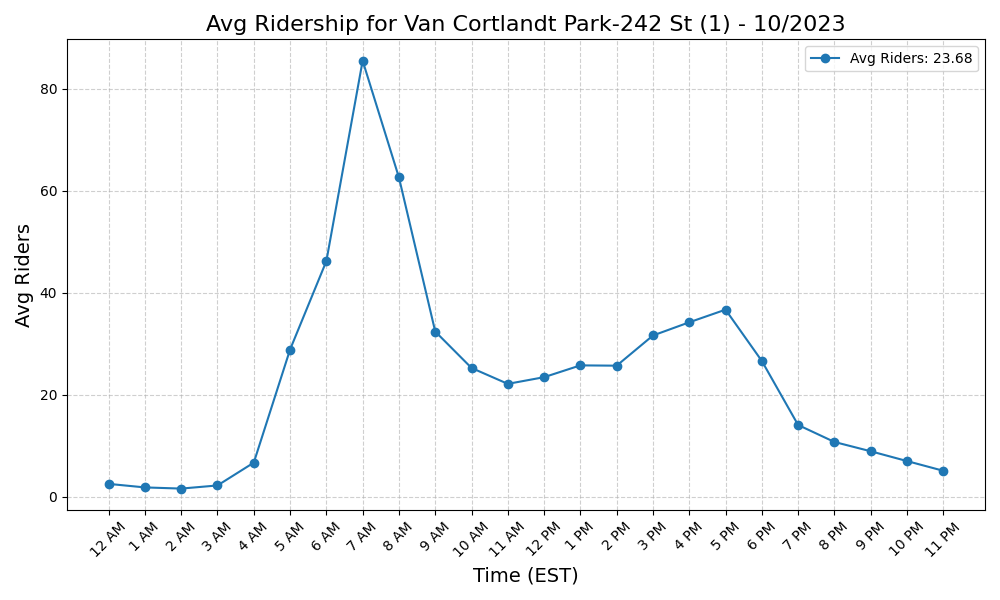 Avg Ridership for Van Cortlandt Park-242 St (1) - 10/2023
Avg Riders: 23.68
Avg Riders
80
60
40
20
0
12 AM
1 AM
2 AM
3 AM
4 AM
5 AM
6 AM
7 AM
8 AM
9 AM
10 AM
11 AM
12 PM
1 PM
2 PM
3 PM
4 PM
5 PM
6 PM
7 PM
8 PM
9 PM
10 PM
11 PM
Time (EST)